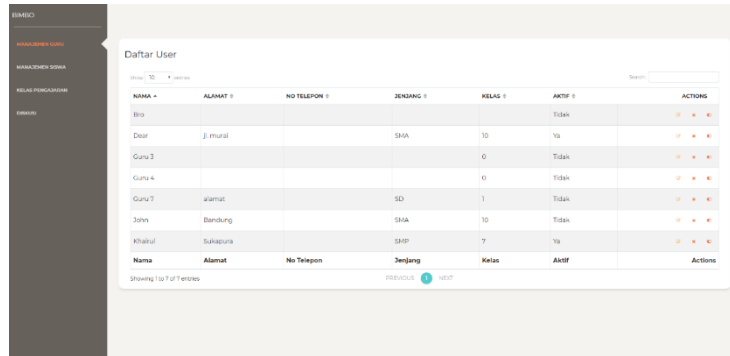 BIMBO
MANAJEMEN GURU
MANAJEMEN SISWA
KELAS PENGAJARAN
DISKUSI
Daftar User
Show 10 entries
Search:
NAMA ALAMAT NO TELEPON JENJANG KELAS AKTIF ACTIONS
Bro Tidak
Dear jl. murai SMA 10 Ya
Guru 3 0 Tidak
Guru 4 0 Tidak
Guru 7 alamat SD 1 Tidak
John Bandung SMA 10 Tidak
Khairul Sukapura SMP 7 Ya
Nama Alamat No Telepon Jenjang Kelas Aktif Actions
Showing 1 to 7 of 7 entries
PREVIOUS 1 NEXT